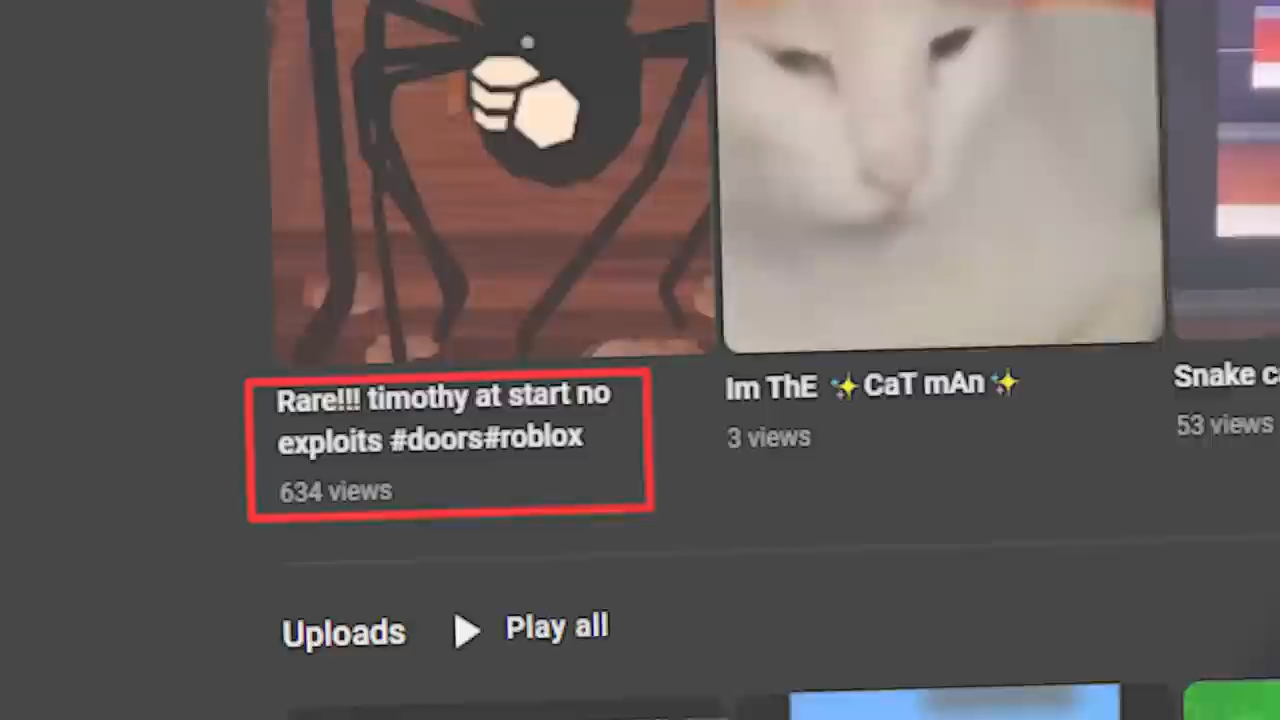 Rare!!! timothy at start no
exploits #doors#roblox
634 views
Im ThE ✨CaT mAn✨
3 views
Snake
53 views
Uploads
Play all